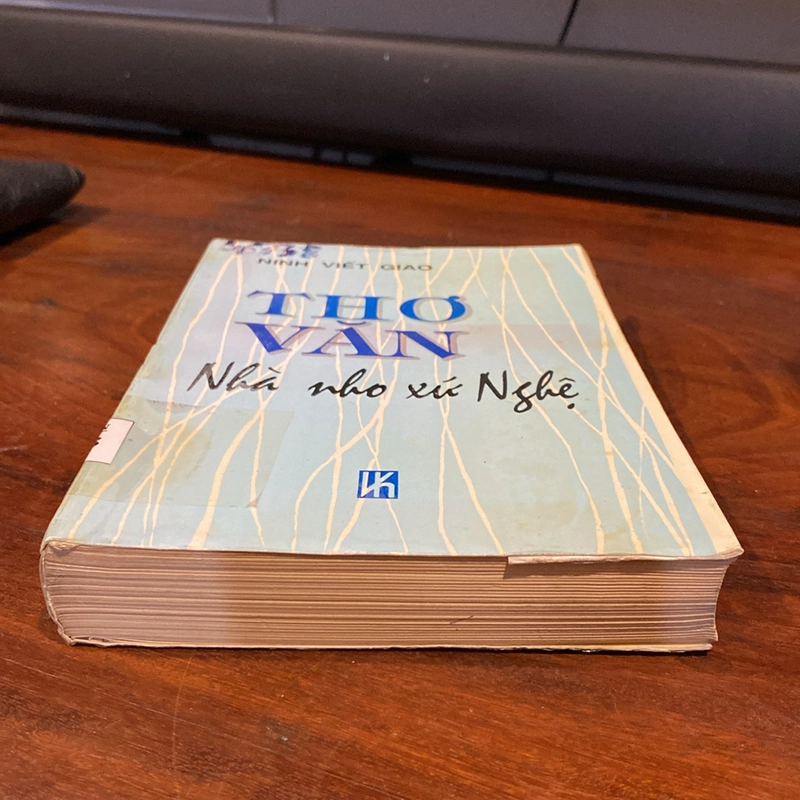 NINH VIẾT GIAO
THƠ
VĂN
Nhà nho xứ Nghệ